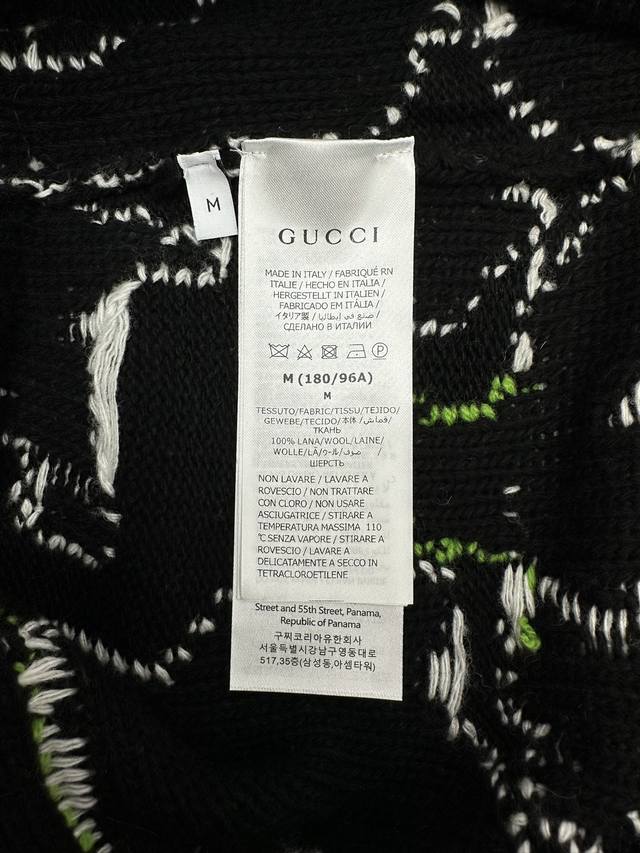 M
GUCCI
MADE IN ITALY / FABRIQUÉ RN
ITALIE / HECHO EN ITALIA /
HERGESTELLT IN ITALIEN /
FABRICADO EM ITÁLIA /
イタリア製 / صنع في إيطاليا /
СДЕЛАНО В ИТАЛИИ
P
M (180/96A)
M
TESSUTO/FABRIC/TISSU/TEJIDO/
GEWEBE/TECIDO/本体 /قماش/
ТКАНЬ
100% LANA/WOOL/LAINE/
WOLLE/LÃ/ウール/ صوف /
ШЕРСТЬ
NON LAVARE / LAVARE A
ROVESCIO / NON TRATTARE
CON CLORO / NON USARE
ASCIUGATRICE / STIRARE A
TEMPERATURA MASSIMA 110
℃ SENZA VAPORE / STIRARE A
ROVESCIO / LAVARE A
DELICATAMENTE A SECCO IN
TETRACLOROETILENE
Street and 55th Street, Panama,
Republic of Panama
구찌코리아유한회사
서울특별시강남구영동대로
517,35중(삼성동,아셈타워)